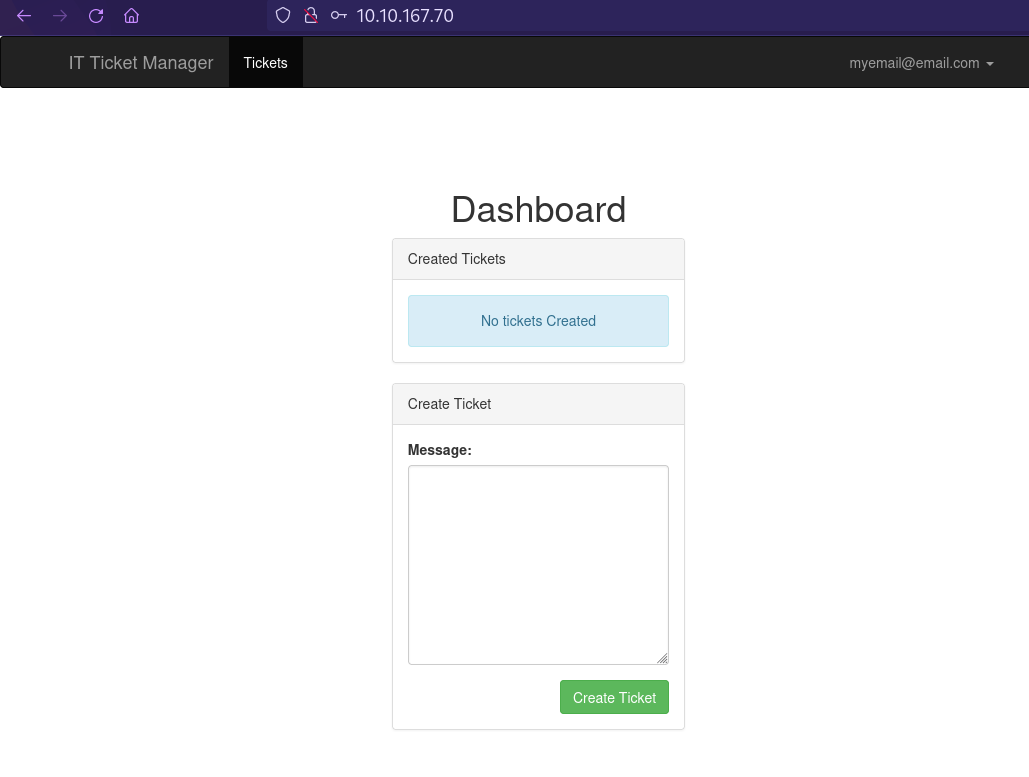 10.10.167.70
IT Ticket Manager Tickets myemail@email.com
Dashboard
Created Tickets
No tickets Created
Create Ticket
Message:
Create Ticket